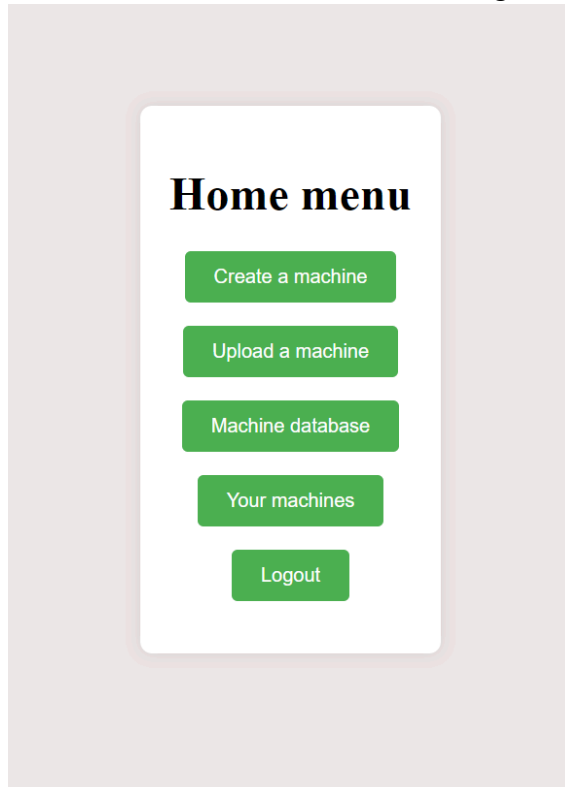 Home menu
Create a machine
Upload a machine
Machine database
Your machines
Logout